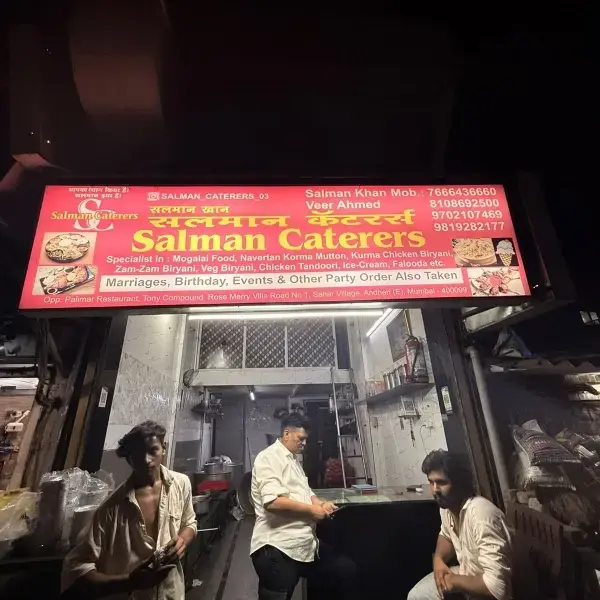 SALMAN_CATERERS_03
सलमान खान
सलमान कॅटरर्स
Salman Caterers
Salman Caterers
Salman Khan Mob.: 7666436660
Veer Ahmed 8108692500
9702107469
9819282177
Specialist In : Mogalai Food, Navertan Korma Mutton, Kurma Chicken Biryani,
Zam-Zam Biryani, Veg Biryani, Chicken Tandoori, Ice-Cream, Falooda etc.
Marriages, Birthday, Events & Other Party Order Also Taken
Opp. Palimar Restaurant, Tony Compound, Rose Merry Villa Road No. 1, Sahar Village, Andheri (E), Mumbai - 400099